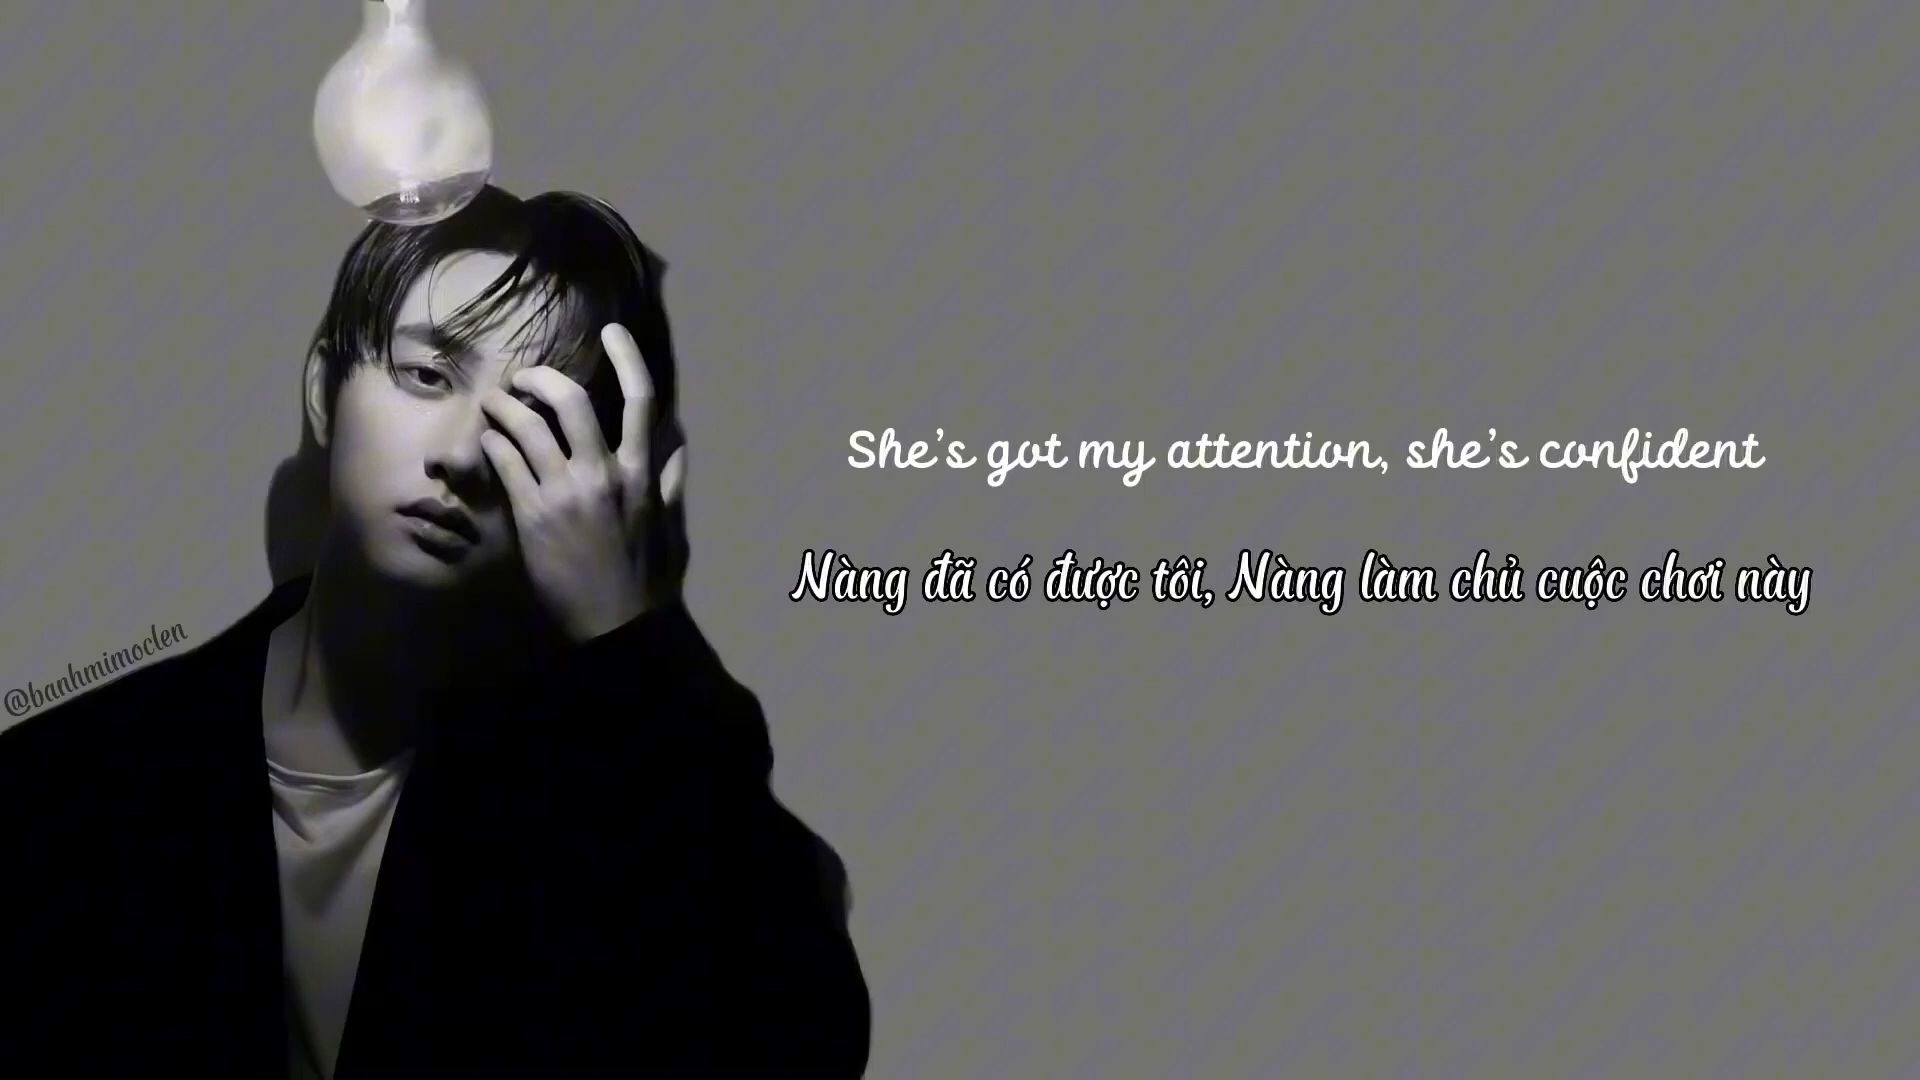 She's got my attention, she's confident
Nàng đã có được tôi, Nàng làm chủ cuộc chơi này
@banhmimoclen